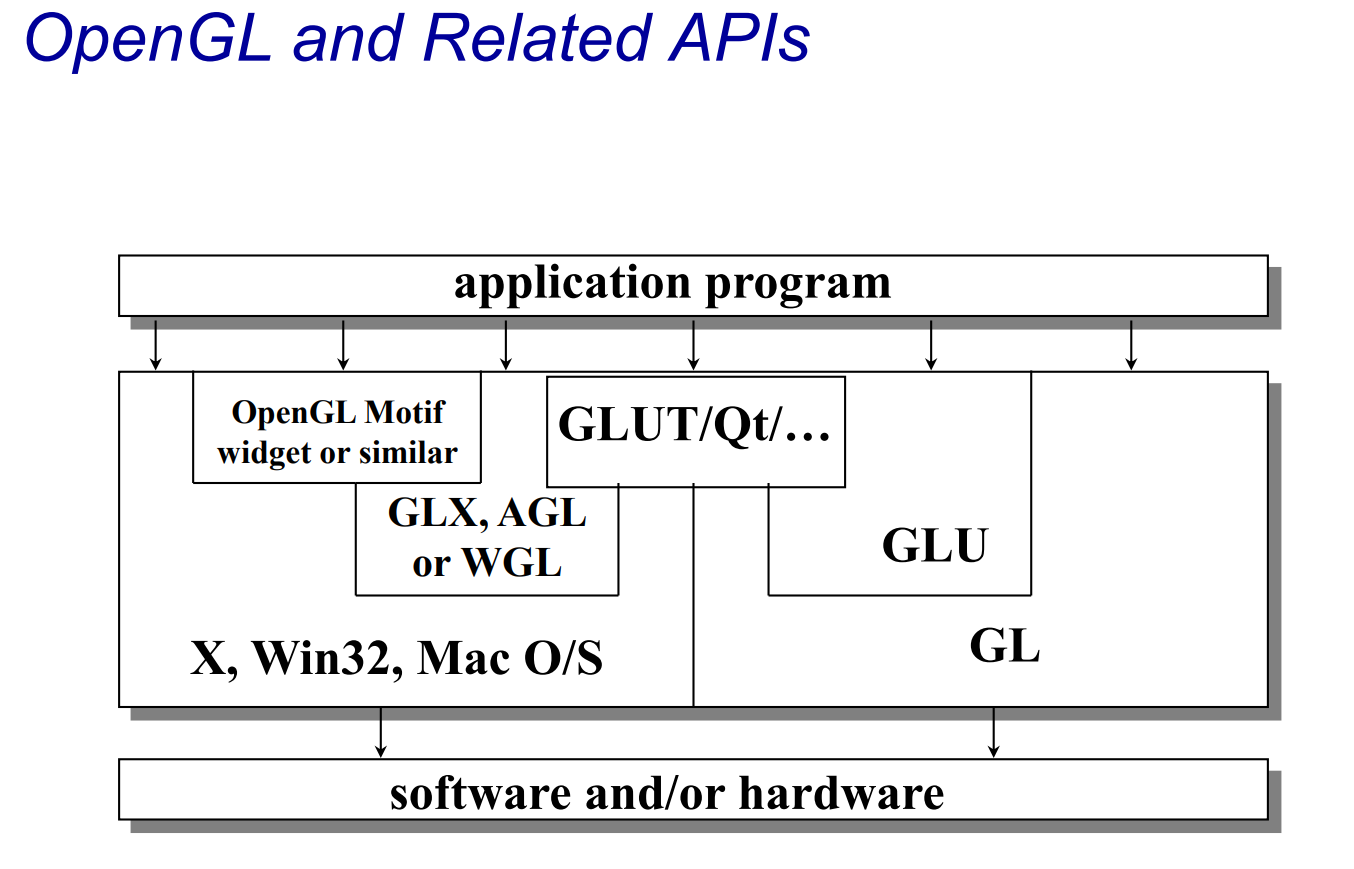 OpenGL and Related APIs
application program
OpenGL Motif
widget or similar
GLUT/Qt/…
GLX, AGL
or WGL
GLU
X, Win32, Mac O/S
GL
software and/or hardware